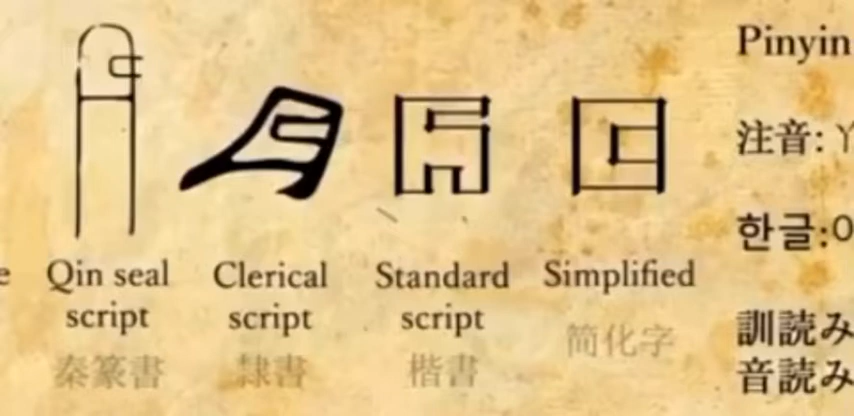 e
Qin seal
script
秦篆書
Clerical
script
隸書
Standard
script
楷書
Simplified
简化字
Pinyin
注音: Y
한글:0
訓読み
音読み